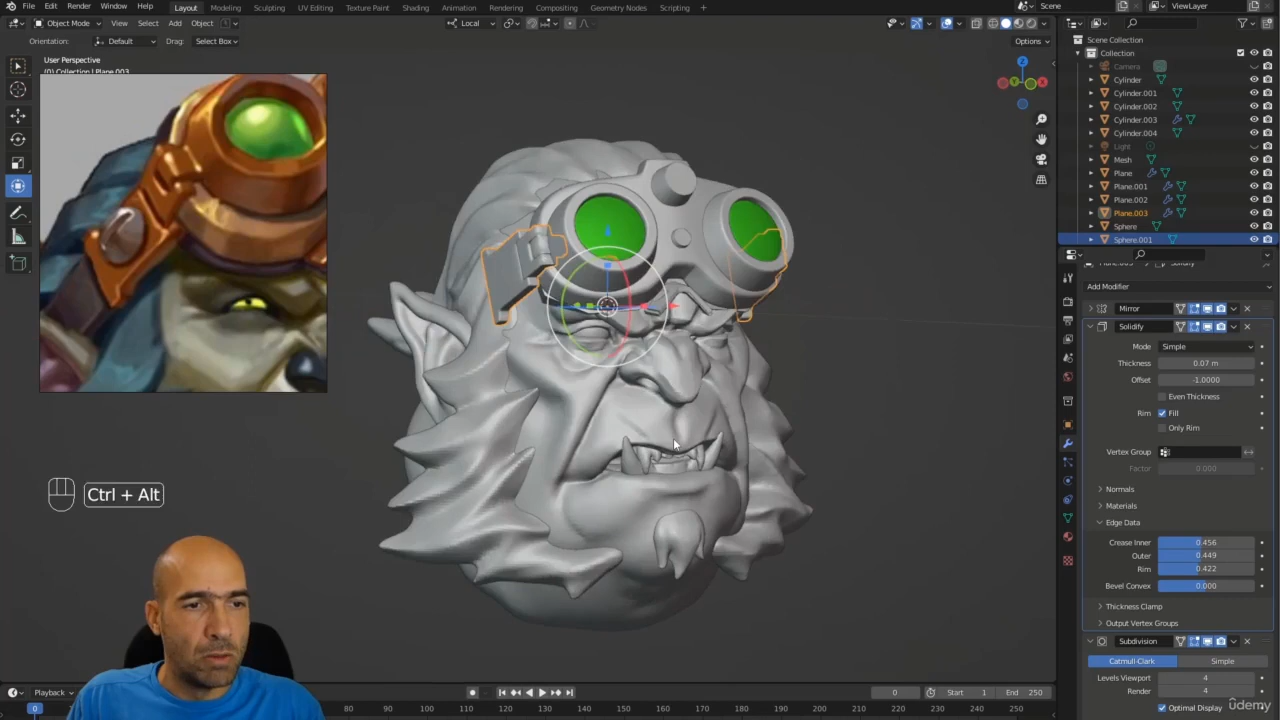 File Edit Render Window Help Layout Modeling Sculpting UV Editing Texture Paint Shading Animation Rendering Compositing Geometry Nodes Scripting + Scene ViewLayer
Object Mode View Select Add Object Local
Orientation: Default Drag: Select Box Options
User Perspective
(0) Collection | Plane.003
Scene Collection
Collection
Camera
Cylinder
Cylinder.001
Cylinder.002
Cylinder.003
Cylinder.004
Light
Mesh
Plane
Plane.001
Plane.002
Plane.003
Sphere
Sphere.001
Z
Y X
Add Modifier
Mirror
Solidify
Mode Simple
Thickness 0.07 m
Offset -1.0000
Even Thickness
Rim Fill
Only Rim
Vertex Group
Factor 0.000
Normals
Materials
Edge Data
Crease Inner 0.456
Outer 0.449
Rim 0.422
Bevel Convex 0.000
Thickness Clamp
Output Vertex Groups
Subdivision
Catmull-Clark Simple
Levels Viewport 4
Render 4
Optimal Display
Ctrl + Alt
Playback 0 Start 1 End 250
0 80 90 100 110 120 130 140 150 160 170 180 190 200 210 220 230 240 250
ûdemy